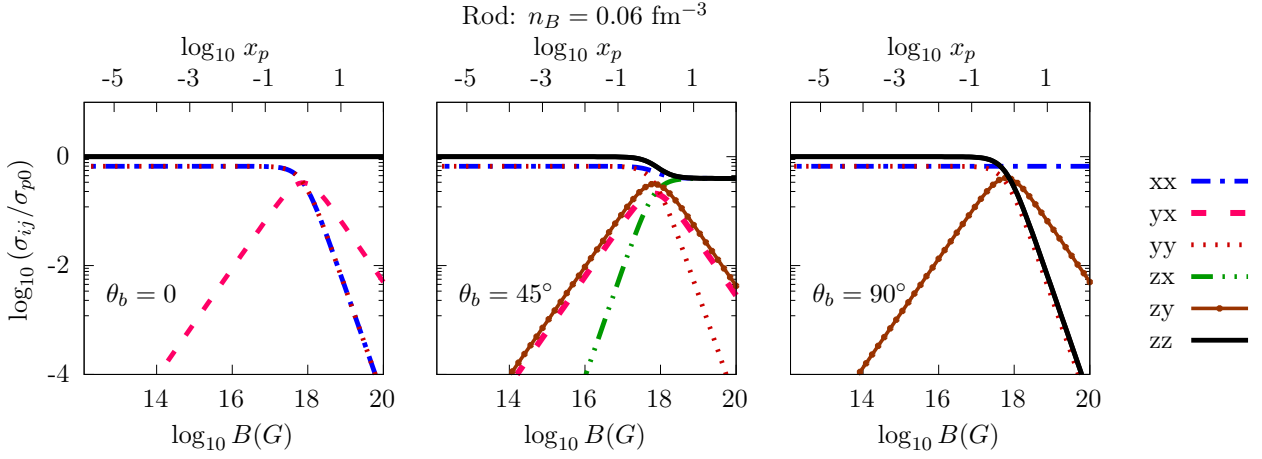 Rod: n_B = 0.06 fm⁻³
log₁₀ x_p log₁₀ x_p log₁₀ x_p
-5 -3 -1 1 -5 -3 -1 1 -5 -3 -1 1
log₁₀ (σ_ij/σ_p0)
0
-2
-4
θ_b = 0 θ_b = 45° θ_b = 90°
xx
yx
yy
zx
zy
zz
14 16 18 20 14 16 18 20 14 16 18 20
log₁₀ B(G) log₁₀ B(G) log₁₀ B(G)